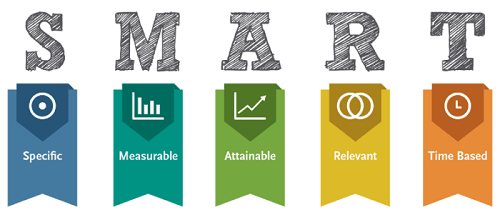 S M A R T
Specific Measurable Attainable Relevant Time Based